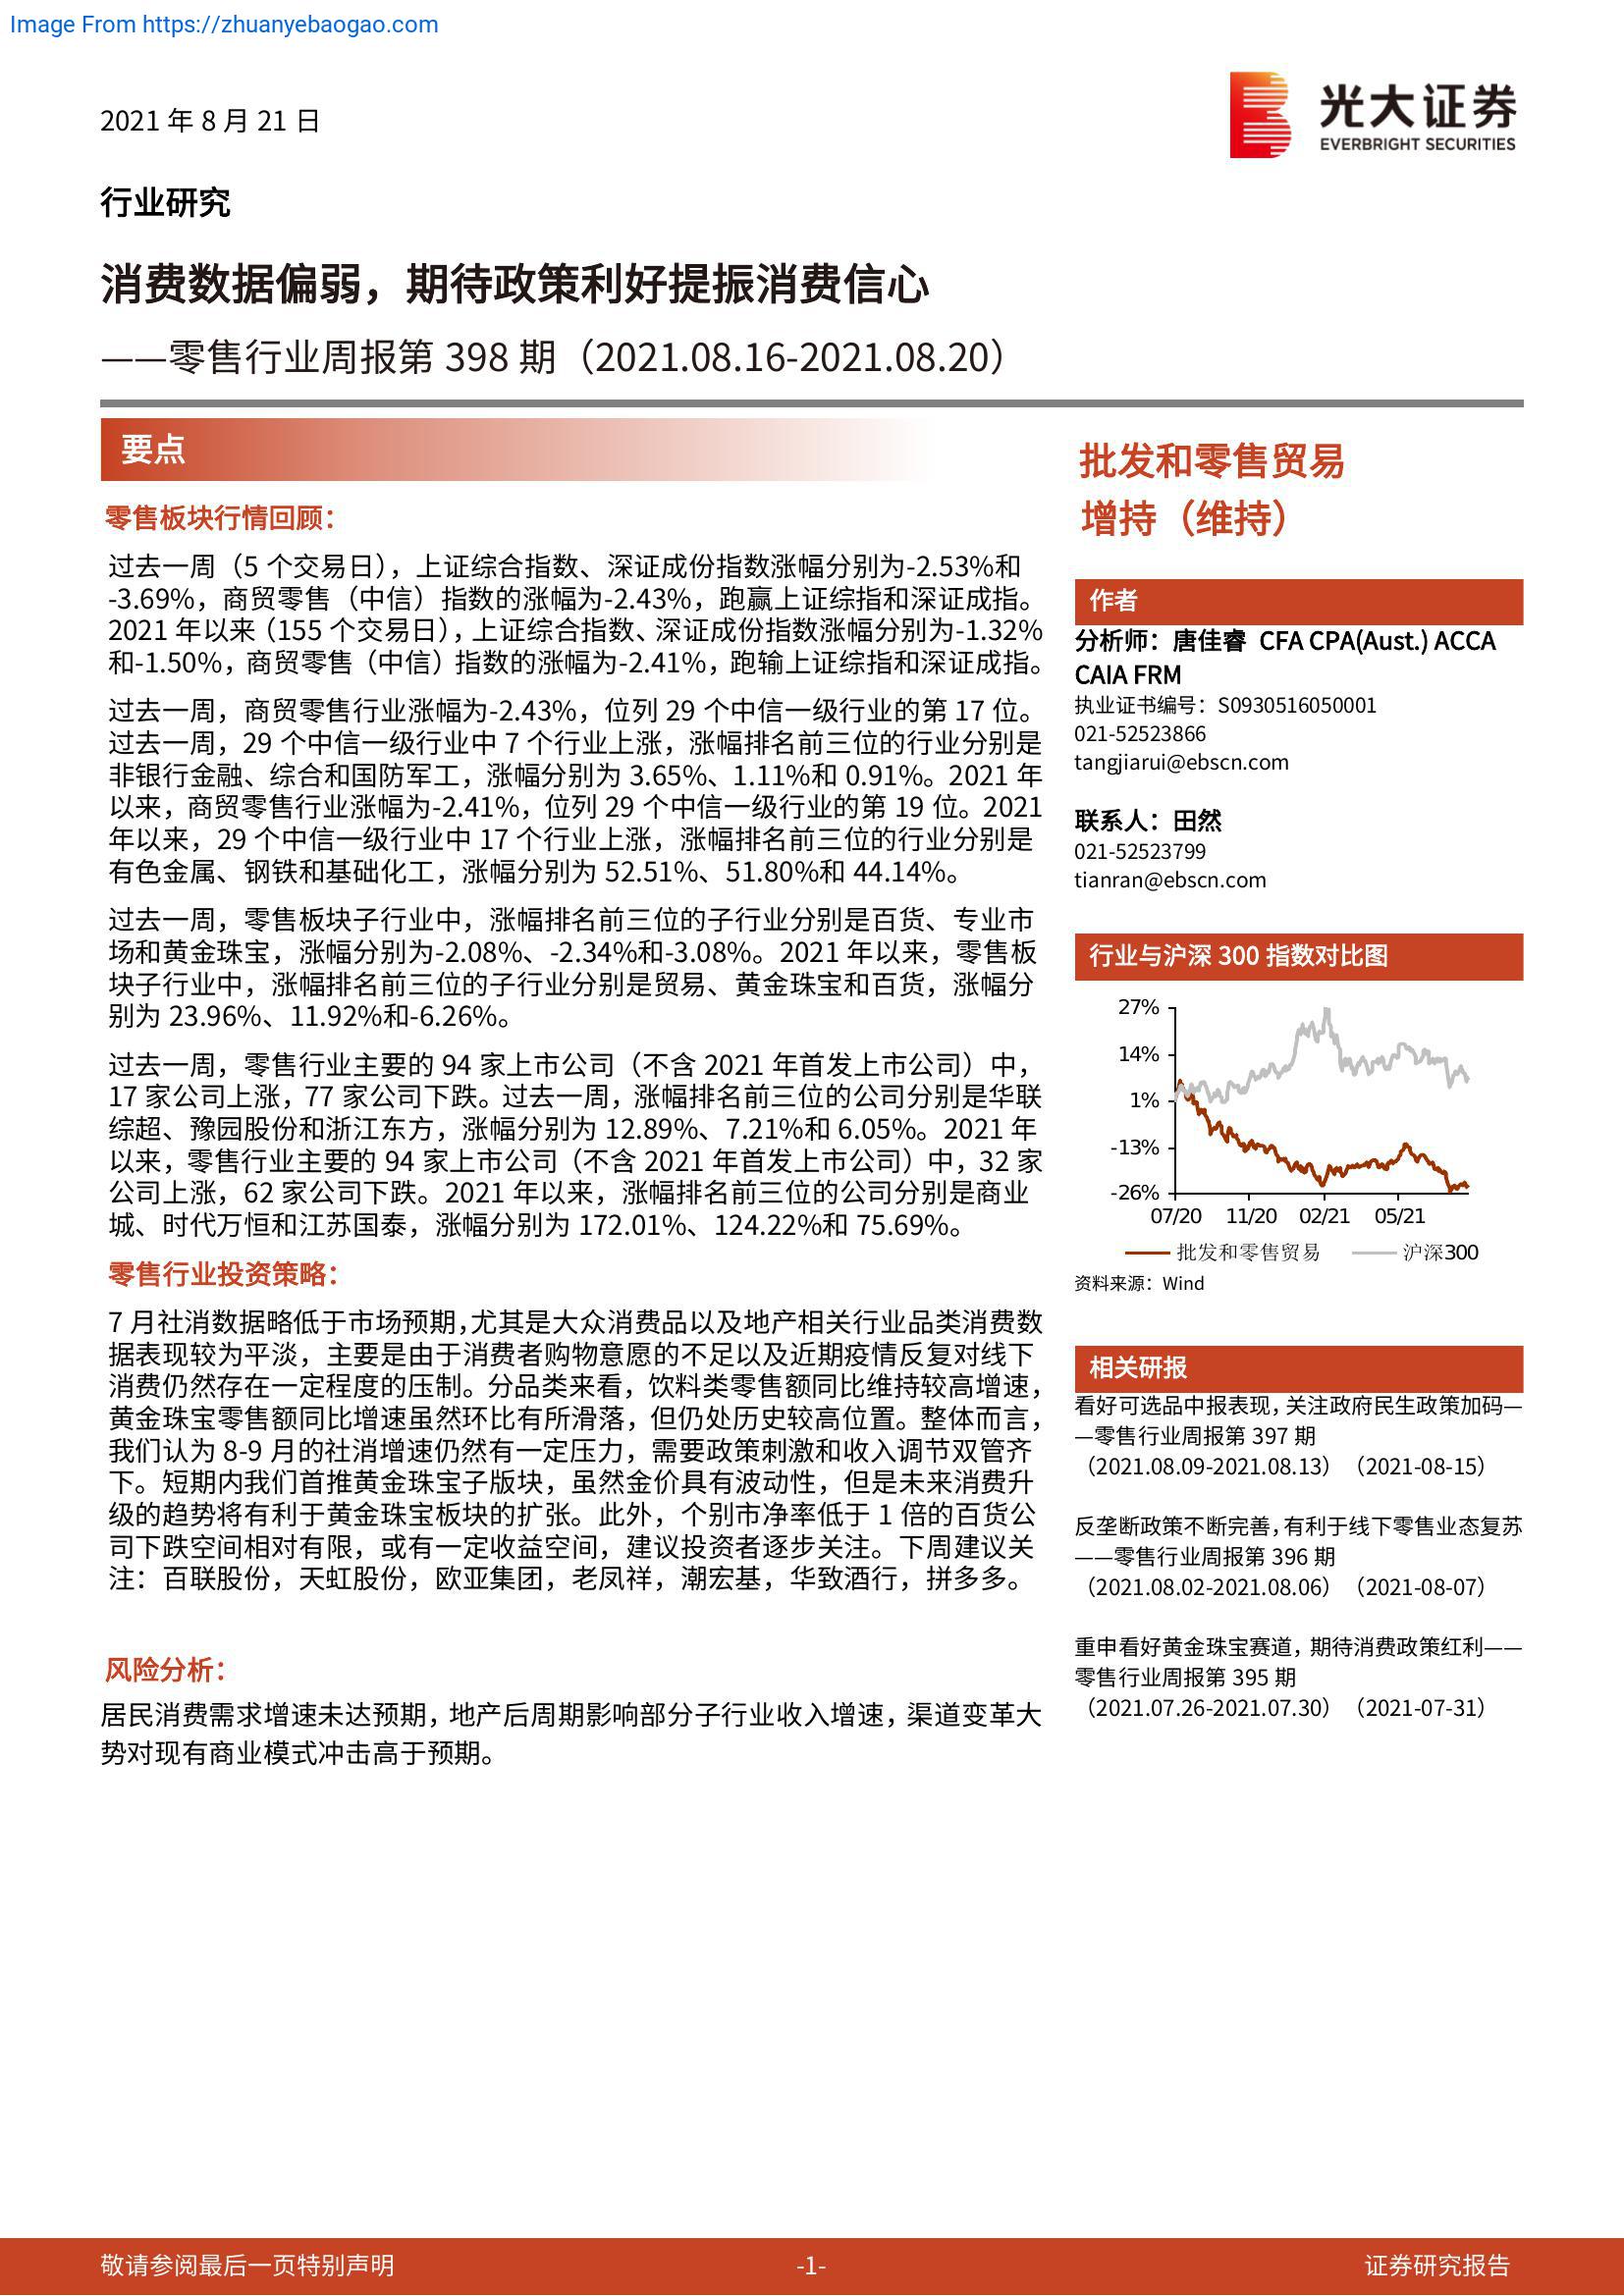 Image From https://zhuanyebaogao.com
2021 年 8 月 21 日
光大证券
EVERBRIGHT SECURITIES
行业研究
消费数据偏弱，期待政策利好提振消费信心
——零售行业周报第 398 期（2021.08.16-2021.08.20）
要点
零售板块行情回顾：
过去一周（5 个交易日），上证综合指数、深证成份指数涨幅分别为-2.53%和
-3.69%，商贸零售（中信）指数的涨幅为-2.43%，跑赢上证综指和深证成指。
2021 年以来（155 个交易日），上证综合指数、深证成份指数涨幅分别为-1.32%
和-1.50%，商贸零售（中信）指数的涨幅为-2.41%，跑输上证综指和深证成指。
过去一周，商贸零售行业涨幅为-2.43%，位列 29 个中信一级行业的第 17 位。
过去一周，29 个中信一级行业中 7 个行业上涨，涨幅排名前三位的行业分别是
非银行金融、综合和国防军工，涨幅分别为 3.65%、1.11%和 0.91%。2021 年
以来，商贸零售行业涨幅为-2.41%，位列 29 个中信一级行业的第 19 位。2021
年以来，29 个中信一级行业中 17 个行业上涨，涨幅排名前三位的行业分别是
有色金属、钢铁和基础化工，涨幅分别为 52.51%、51.80%和 44.14%。
过去一周，零售板块子行业中，涨幅排名前三位的子行业分别是百货、专业市
场和黄金珠宝，涨幅分别为-2.08%、-2.34%和-3.08%。2021 年以来，零售板
块子行业中，涨幅排名前三位的子行业分别是贸易、黄金珠宝和百货，涨幅分
别为 23.96%、11.92%和-6.26%。
过去一周，零售行业主要的 94 家上市公司（不含 2021 年首发上市公司）中，
17 家公司上涨，77 家公司下跌。过去一周，涨幅排名前三位的公司分别是华联
综超、豫园股份和浙江东方，涨幅分别为 12.89%、7.21%和 6.05%。2021 年
以来，零售行业主要的 94 家上市公司（不含 2021 年首发上市公司）中，32 家
公司上涨，62 家公司下跌。2021 年以来，涨幅排名前三位的公司分别是商业
城、时代万恒和江苏国泰，涨幅分别为 172.01%、124.22%和 75.69%。
零售行业投资策略：
7 月社消数据略低于市场预期，尤其是大众消费品以及地产相关行业品类消费数
据表现较为平淡，主要是由于消费者购物意愿的不足以及近期疫情反复对线下
消费仍然存在一定程度的压制。分品类来看，饮料类零售额同比维持较高增速，
黄金珠宝零售额同比增速虽然环比有所滑落，但仍处历史较高位置。整体而言，
我们认为 8-9 月的社消增速仍然有一定压力，需要政策刺激和收入调节双管齐
下。短期内我们首推黄金珠宝子版块，虽然金价具有波动性，但是未来消费升
级的趋势将有利于黄金珠宝板块的扩张。此外，个别市净率低于 1 倍的百货公
司下跌空间相对有限，或有一定收益空间，建议投资者逐步关注。下周建议关
注：百联股份，天虹股份，欧亚集团，老凤祥，潮宏基，华致酒行，拼多多。
风险分析：
居民消费需求增速未达预期，地产后周期影响部分子行业收入增速，渠道变革大
势对现有商业模式冲击高于预期。
批发和零售贸易
增持（维持）
作者
分析师：唐佳睿 CFA CPA(Aust.) ACCA
CAIA FRM
执业证书编号：S0930516050001
021-52523866
tangjiarui@ebscn.com
联系人：田然
021-52523799
tianran@ebscn.com
行业与沪深 300 指数对比图
27%
14%
1%
-13%
-26%
07/20 11/20 02/21 05/21
批发和零售贸易 沪深300
资料来源：Wind
相关研报
看好可选品中报表现，关注政府民生政策加码—
—零售行业周报第 397 期
（2021.08.09-2021.08.13）（2021-08-15）
反垄断政策不断完善，有利于线下零售业态复苏
——零售行业周报第 396 期
（2021.08.02-2021.08.06）（2021-08-07）
重申看好黄金珠宝赛道，期待消费政策红利——
零售行业周报第 395 期
（2021.07.26-2021.07.30）（2021-07-31）
敬请参阅最后一页特别声明
-1-
证券研究报告